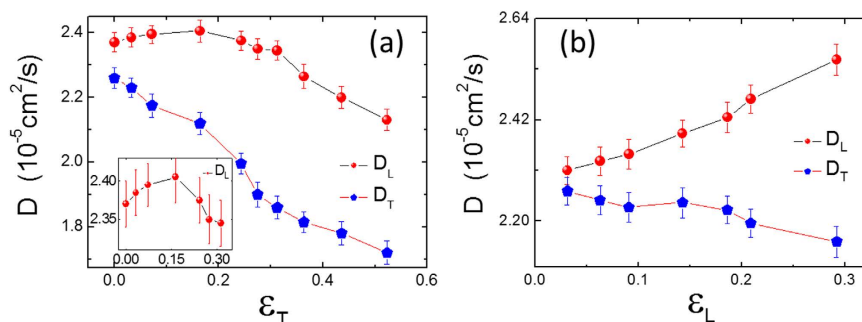 (a)
D (10⁻⁵cm²/s)
2.4
2.2
2.0
1.8
D_L
D_T
D_L
2.40
2.35
0.00 0.15 0.30
0.0 0.2 0.4 0.6
ε_T
(b)
D (10⁻⁵cm²/s)
2.64
2.42
2.20
D_L
D_T
0.0 0.1 0.2 0.3
ε_L